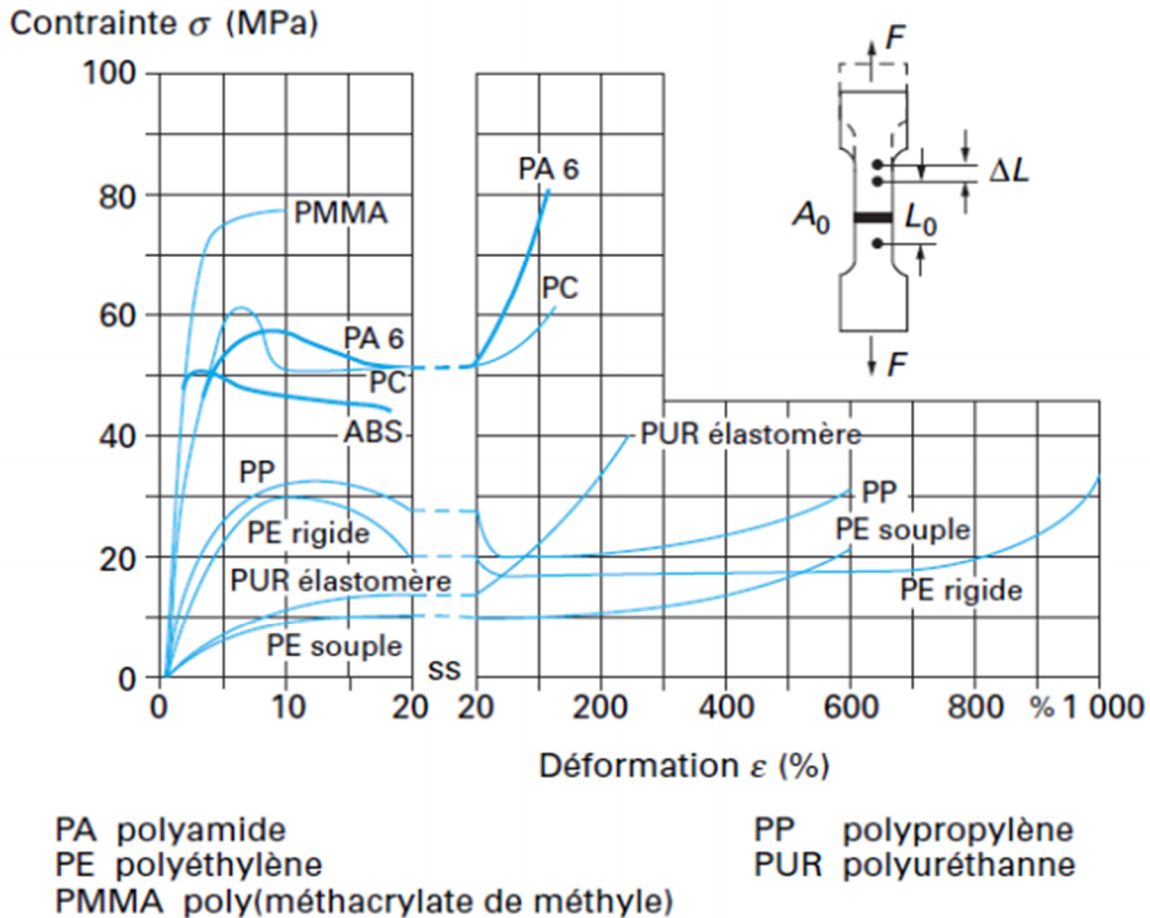 Contrainte σ (MPa)
100
80
60
40
20
0
PMMA
PA 6
PC
ABS
PP
PE rigide
PUR élastomère
PE souple
SS
PA 6
PC
PUR élastomère
PP
PE souple
PE rigide
F
ΔL
A0 L0
F
0 10 20 20 200 400 600 800 % 1 000
Déformation ε (%)
PA polyamide
PE polyéthylène
PMMA poly(méthacrylate de méthyle)
PP polypropylène
PUR polyuréthanne